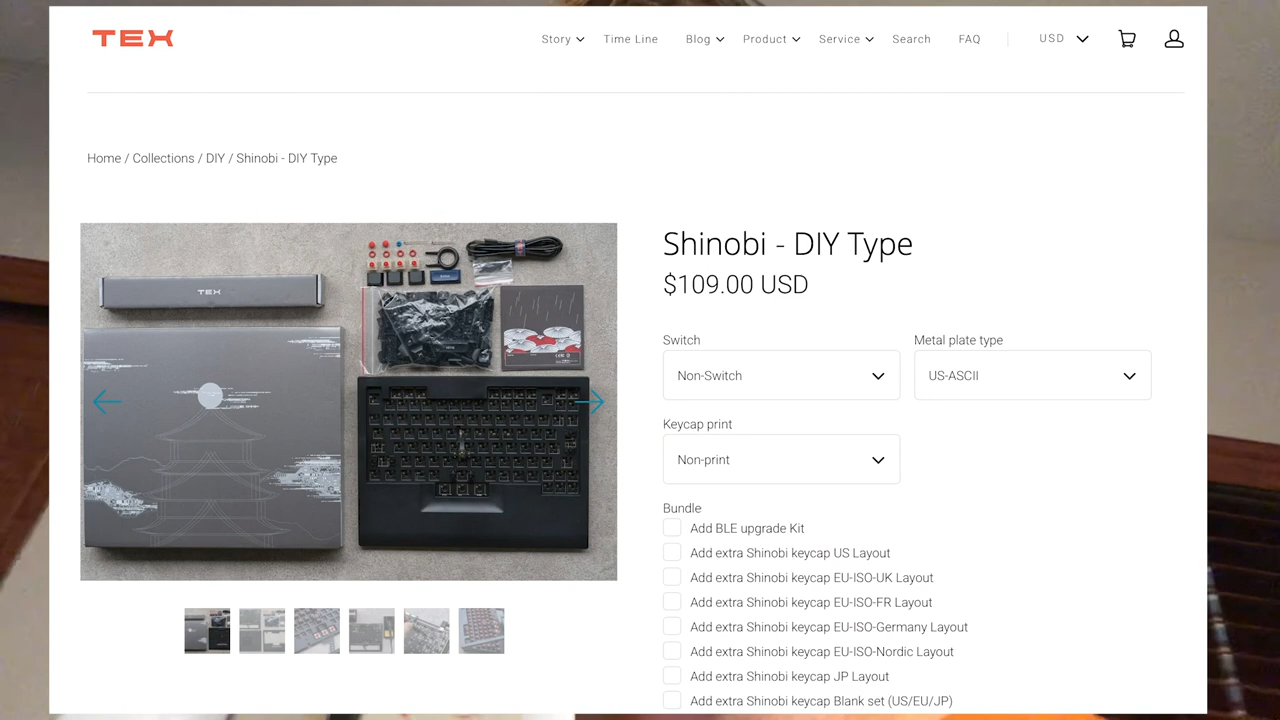 TEX
Story Time Line Blog Product Service Search FAQ USD
Home / Collections / DIY / Shinobi - DIY Type
TEX
Shinobi - DIY Type
$109.00 USD
Switch Metal plate type
Non-Switch US-ASCII
Keycap print
Non-print
Bundle
Add BLE upgrade Kit
Add extra Shinobi keycap US Layout
Add extra Shinobi keycap EU-ISO-UK Layout
Add extra Shinobi keycap EU-ISO-FR Layout
Add extra Shinobi keycap EU-ISO-Germany Layout
Add extra Shinobi keycap EU-ISO-Nordic Layout
Add extra Shinobi keycap JP Layout
Add extra Shinobi keycap Blank set (US/EU/JP)